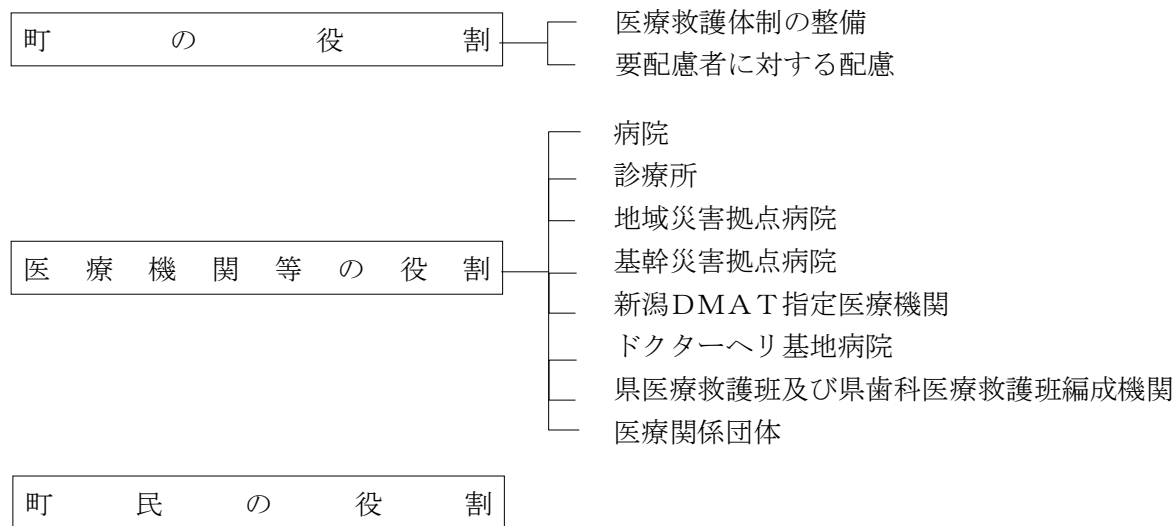 町の役割
医療救護体制の整備
要配慮者に対する配慮
病院
診療所
地域災害拠点病院
医療機関等の役割
基幹災害拠点病院
新潟DMAT指定医療機関
ドクターヘリ基地病院
県医療救護班及び県歯科医療救護班編成機関
医療関係団体
町民の役割